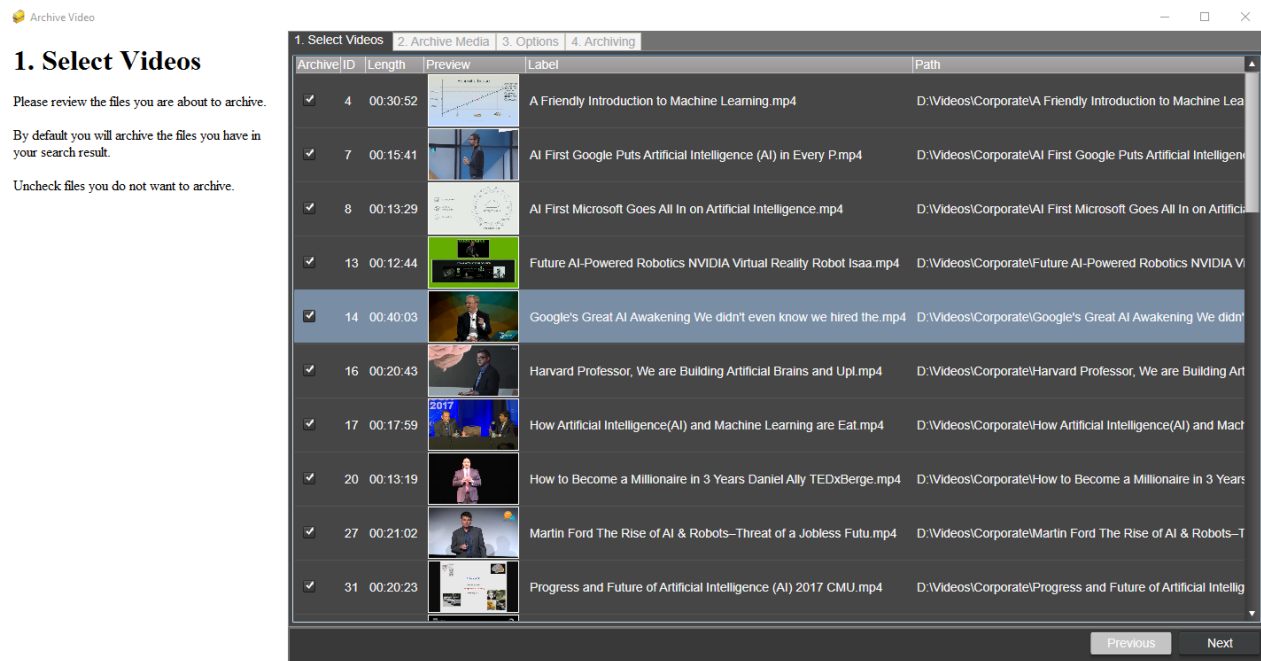 Archive Video
1. Select Videos
Please review the files you are about to archive.
By default you will archive the files you have in
your search result.
Uncheck files you do not want to archive.
1. Select Videos 2. Archive Media 3. Options 4. Archiving
Archive ID Length Preview Label Path
4 00:30:52 A Friendly Introduction to Machine Learning.mp4 D:\Videos\Corporate\A Friendly Introduction to Machine Lea
7 00:15:41 AI First Google Puts Artificial Intelligence (AI) in Every P.mp4 D:\Videos\Corporate\AI First Google Puts Artificial Intelligen
8 00:13:29 AI First Microsoft Goes All In on Artificial Intelligence.mp4 D:\Videos\Corporate\AI First Microsoft Goes All In on Artificia
13 00:12:44 Future AI-Powered Robotics NVIDIA Virtual Reality Robot Isaa.mp4 D:\Videos\Corporate\Future AI-Powered Robotics NVIDIA Vi
14 00:40:03 Google's Great AI Awakening We didn't even know we hired the.mp4 D:\Videos\Corporate\Google's Great AI Awakening We didn'
16 00:20:43 Harvard Professor, We are Building Artificial Brains and Upl.mp4 D:\Videos\Corporate\Harvard Professor, We are Building Art
2017
17 00:17:59 How Artificial Intelligence(AI) and Machine Learning are Eat.mp4 D:\Videos\Corporate\How Artificial Intelligence(AI) and Mach
20 00:13:19 How to Become a Millionaire in 3 Years Daniel Ally TEDxBerge.mp4 D:\Videos\Corporate\How to Become a Millionaire in 3 Years
27 00:21:02 Martin Ford The Rise of AI & Robots–Threat of a Jobless Futu.mp4 D:\Videos\Corporate\Martin Ford The Rise of AI & Robots–T
31 00:20:23 Progress and Future of Artificial Intelligence (AI) 2017 CMU.mp4 D:\Videos\Corporate\Progress and Future of Artificial Intellig
Previous Next